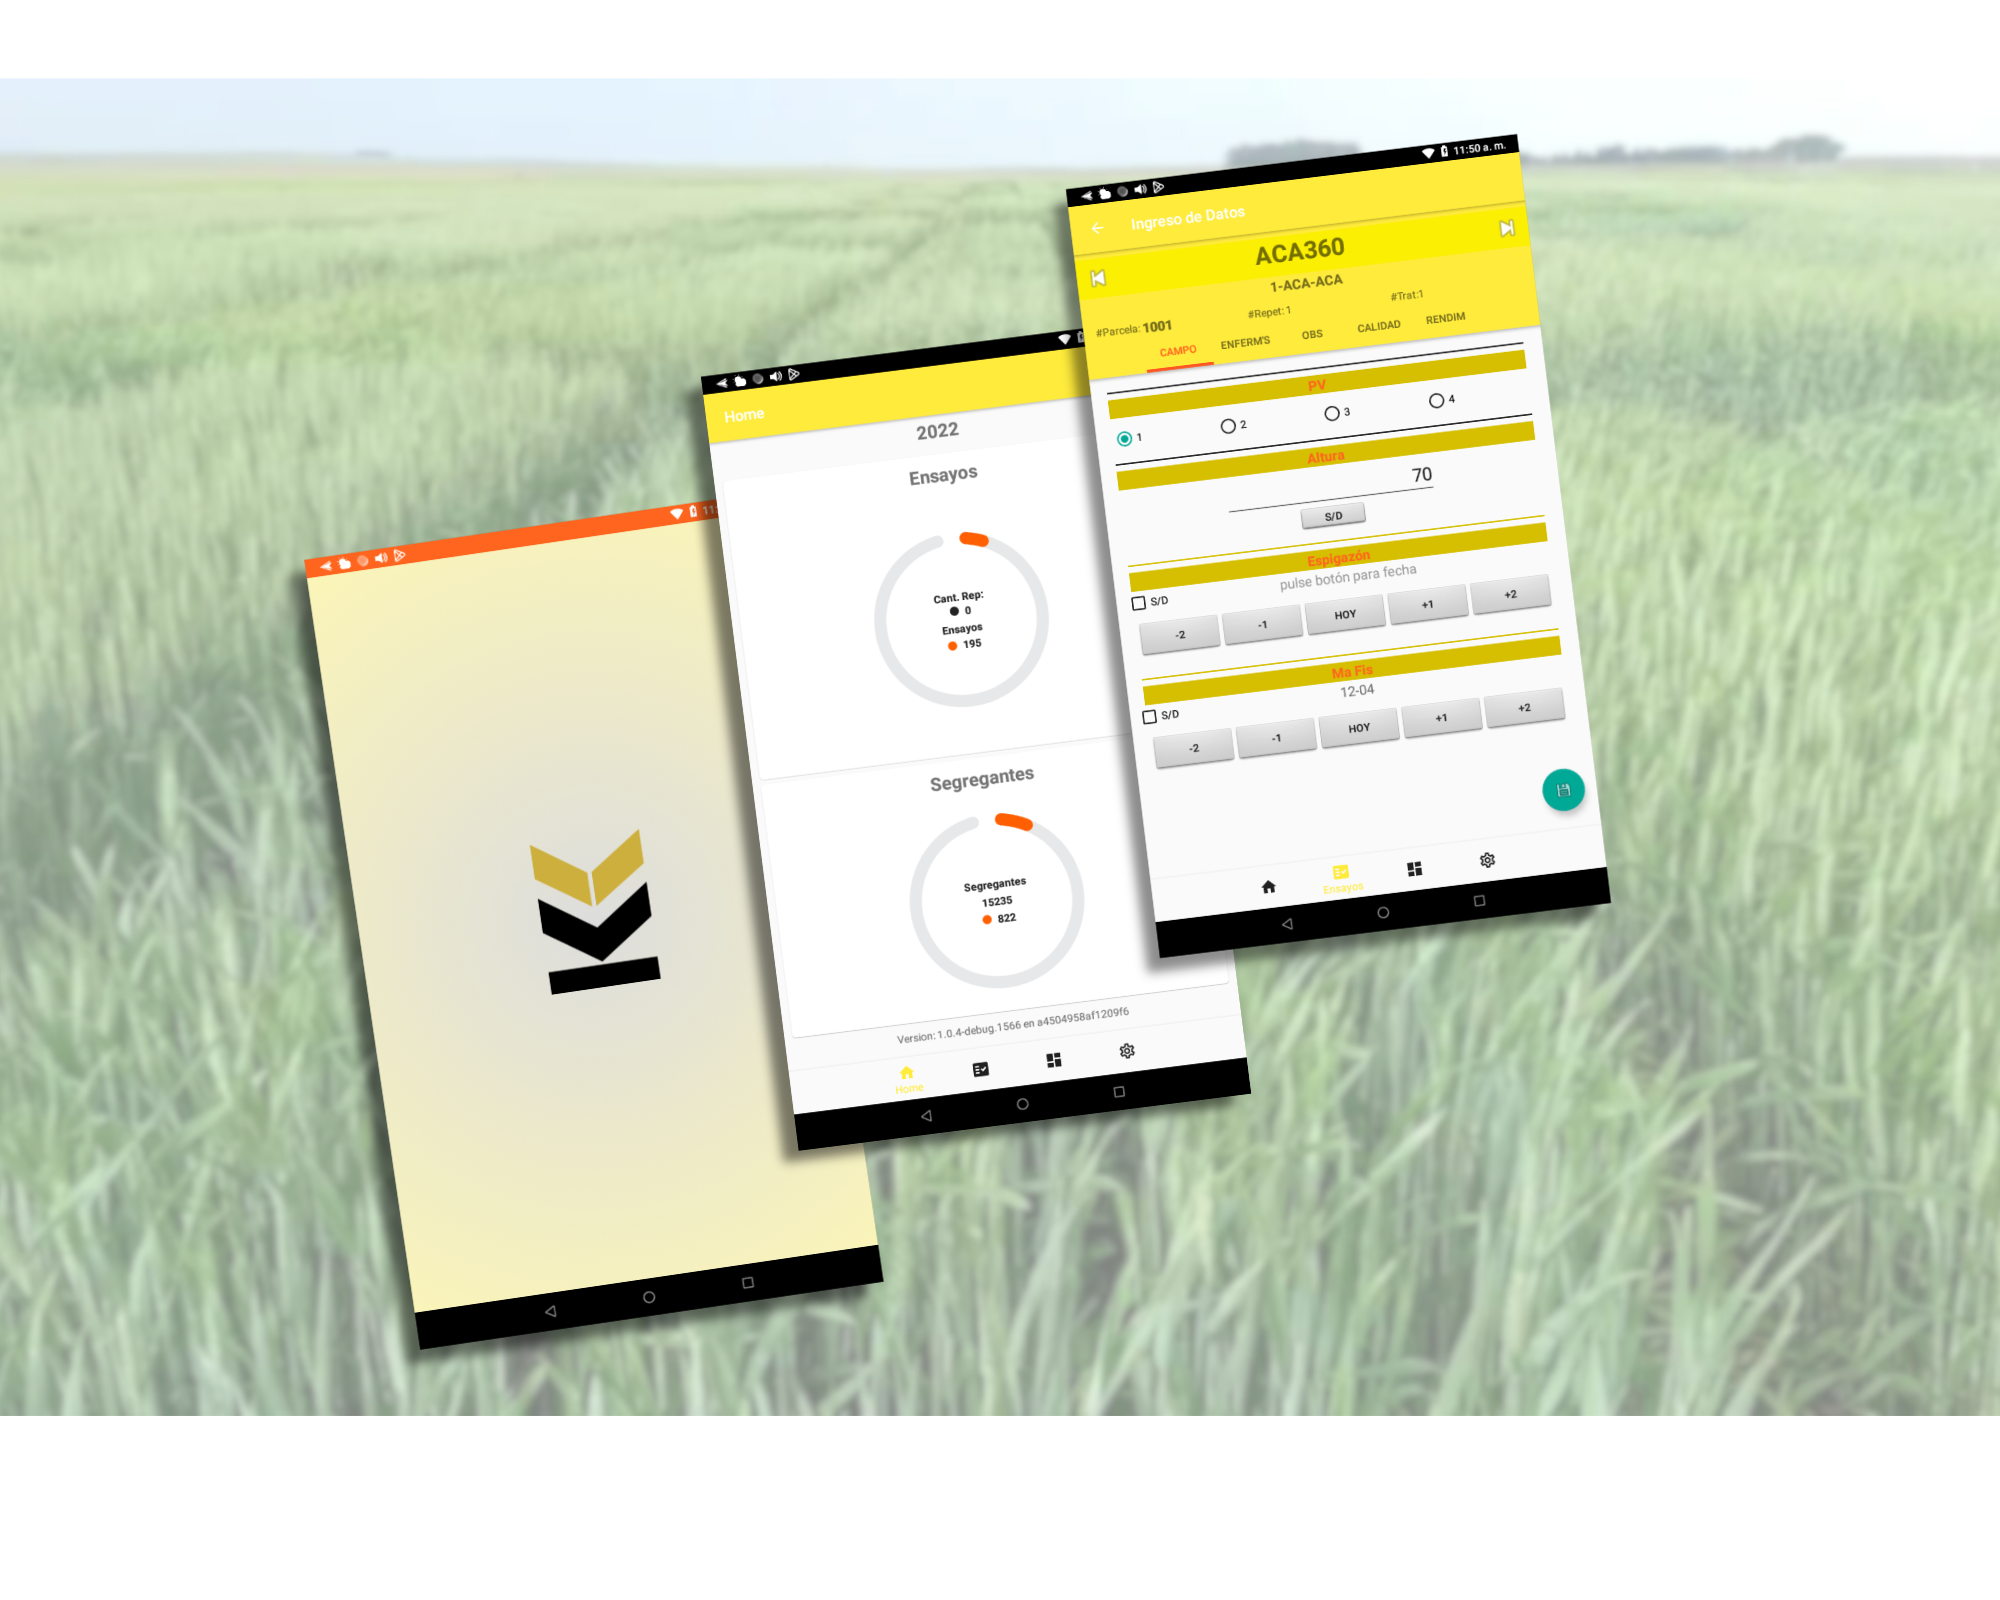 11:
Home
2022
Ensayos
Cant. Rep:
0
Ensayos
195
Segregantes
Segregantes
15235
822
Version: 1.0.4-debug.1566 en a4504958af1209f6
Home
11:50 a. m.
Ingreso de Datos
ACA360
1-ACA-ACA
#Parcela: 1001 #Repet: 1 #Trat:1
CAMPO ENFERM'S OBS CALIDAD RENDIM
PV
1 2 3 4
Altura
70
S/D
Espigazón
pulse botón para fecha
S/D
-2 -1 HOY +1 +2
Ma Fis
12-04
S/D
-2 -1 HOY +1 +2
Ensayos